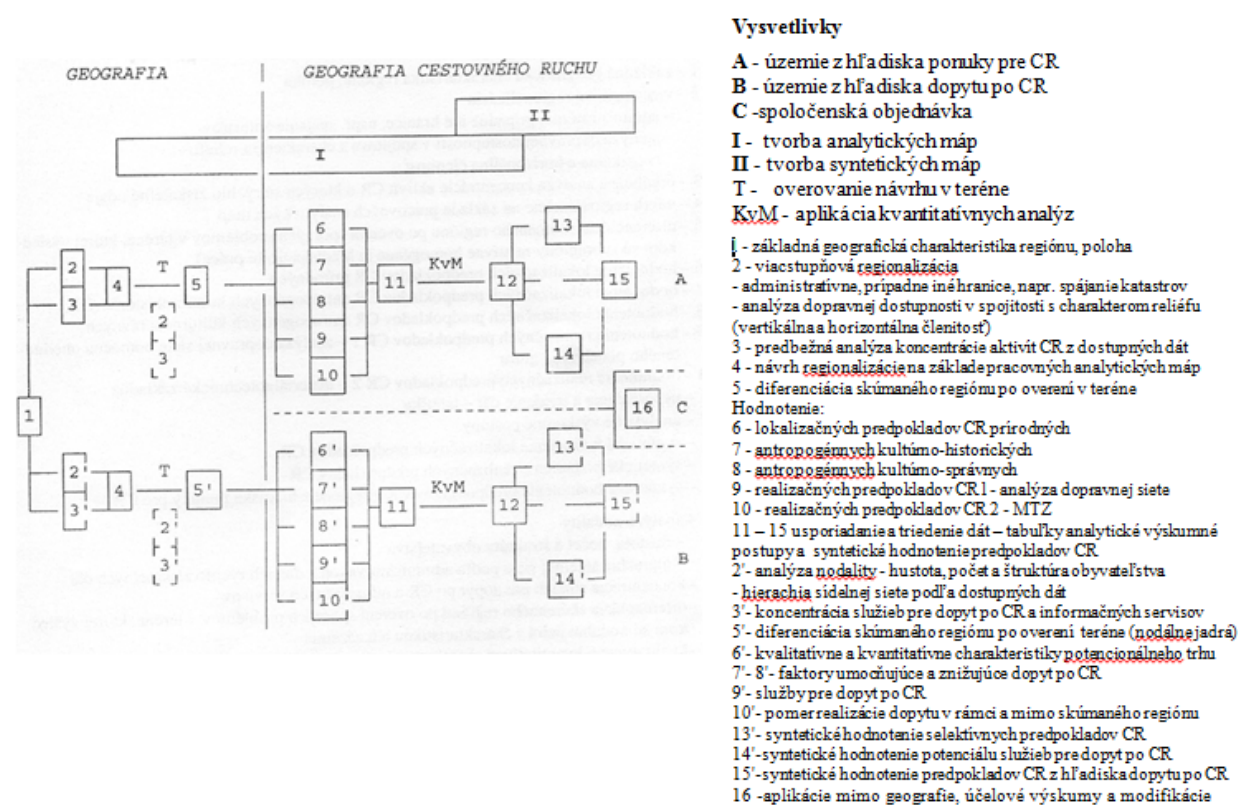 GEOGRAFIA
GEOGRAFIA CESTOVNÉHO RUCHU
II
I
6
13
2
T
7
KvM
4
5
11
12
15
A
3
8
2
9
3
14
10
1
16
C
6'
13'
2'
T
7'
KvM
4
5'
11
12
15'
3'
8'
2'
9'
B
3'
14'
10'
Vysvetlivky
A - územie z hľadiska ponuky pre CR
B - územie z hľadiska dopytu po CR
C -spoločenská objednávka
I - tvorba analytických máp
II - tvorba syntetických máp
T - overovanie návrhu v teréne
KvM - aplikácia kvantitatívnych analýz
- základná geografická charakteristika regiónu, poloha
2 - viacstupňová regionalizácia
- administratívne, prípadne iné hranice, napr. spájanie katastrov
- analýza dopravnej dostupnosti v spojitosti s charakterom reliéfu
(vertikálna a horizontálna členitosť)
3 - predbežná analýza koncentrácie aktivít CR z dostupných dát
4 - návrh regionalizácie na základe pracovných analytických máp
5 - diferenciácia skúmaného regiónu po overení v teréne
Hodnotenie:
6 - lokalizačných predpokladov CR prírodných
7 - antropogénnych kultúrno-historických
8 - antropogénnych kultúrno-správnych
9 - realizačných predpokladov CR1 - analýza dopravnej siete
10 - realizačných predpokladov CR 2 - MTZ
11 – 15 usporiadanie a triedenie dát – tabuľky analytické výskumné
postupy a syntetické hodnotenie predpokladov CR
2'- analýza nodality - hustota, počet a štruktúra obyvateľstva
- hierachia sídelnej siete podľa dostupných dát
3'- koncentrácia služieb pre dopyt po CR a informačných servisov
5'- diferenciácia skúmaného regiónu po overení teréne (nodálne jadrá)
6'- kvalitatívne a kvantitatívne charakteristiky potencionálneho trhu
7'- 8'- faktory umocňujúce a znižujúce dopyt po CR
9'- služby pre dopyt po CR
10'- pomer realizácie dopytu v rámci a mimo skúmaného regiónu
13'- syntetické hodnotenie selektívnych predpokladov CR
14'-syntetické hodnotenie potenciálu služieb pre dopyt po CR
15'-syntetické hodnotenie predpokladov CR z hľadiska dopytu po CR
16 -aplikácie mimo geografie, účelové výskumy a modifikácie